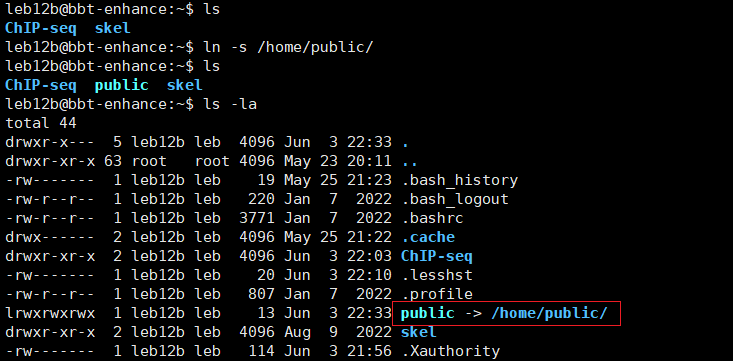 leb12b@bbt-enhance:~$ ls
ChIP-seq  skel
leb12b@bbt-enhance:~$ ln -s /home/public/
leb12b@bbt-enhance:~$ ls
ChIP-seq  public  skel
leb12b@bbt-enhance:~$ ls -la
total 44
drwxr-x---  5 leb12b leb  4096 Jun  3 22:33 .
drwxr-xr-x 63 root   root 4096 May 23 20:11 ..
-rw-------  1 leb12b leb    19 May 25 21:23 .bash_history
-rw-r--r--  1 leb12b leb   220 Jan  7  2022 .bash_logout
-rw-r--r--  1 leb12b leb  3771 Jan  7  2022 .bashrc
drwx------  2 leb12b leb  4096 May 25 21:22 .cache
drwxr-xr-x  2 leb12b leb  4096 Jun  3 22:03 ChIP-seq
-rw-------  1 leb12b leb    20 Jun  3 22:10 .lesshst
-rw-r--r--  1 leb12b leb   807 Jan  7  2022 .profile
lrwxrwxrwx  1 leb12b leb    13 Jun  3 22:33 public -> /home/public/
drwxr-xr-x  2 leb12b leb  4096 Aug  9  2022 skel
-rw-------  1 leb12b leb   114 Jun  3 21:56 .Xauthority